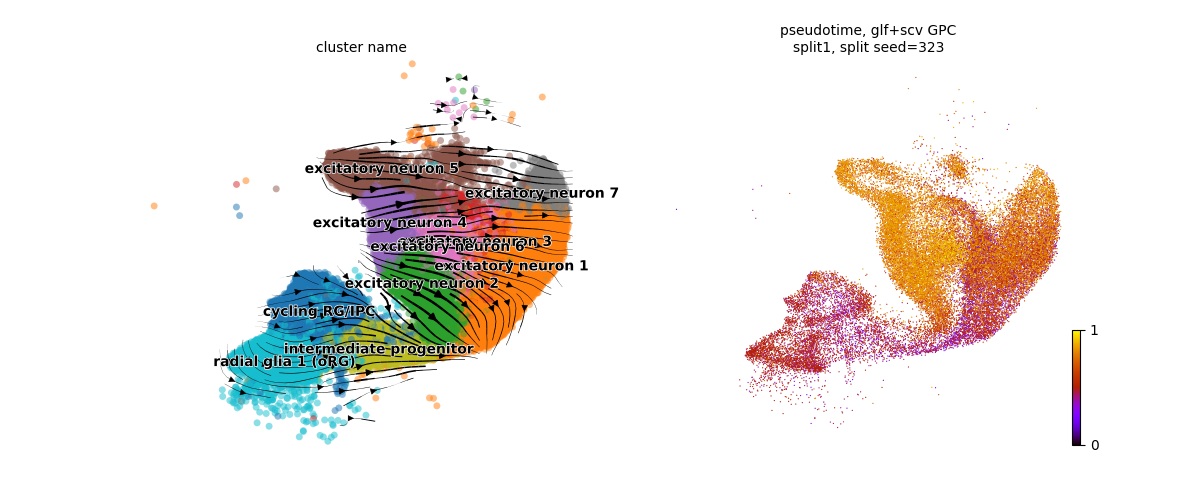 cluster name
excitatory neuron 5
excitatory neuron 7
excitatory neuron 4
excitatory neuron 3
excitatory neuron 6
excitatory neuron 1
excitatory neuron 2
cycling RG/IPC
intermediate progenitor
radial glia 1 (oRG)
pseudotime, glf+scv GPC
split1, split seed=323
1
0